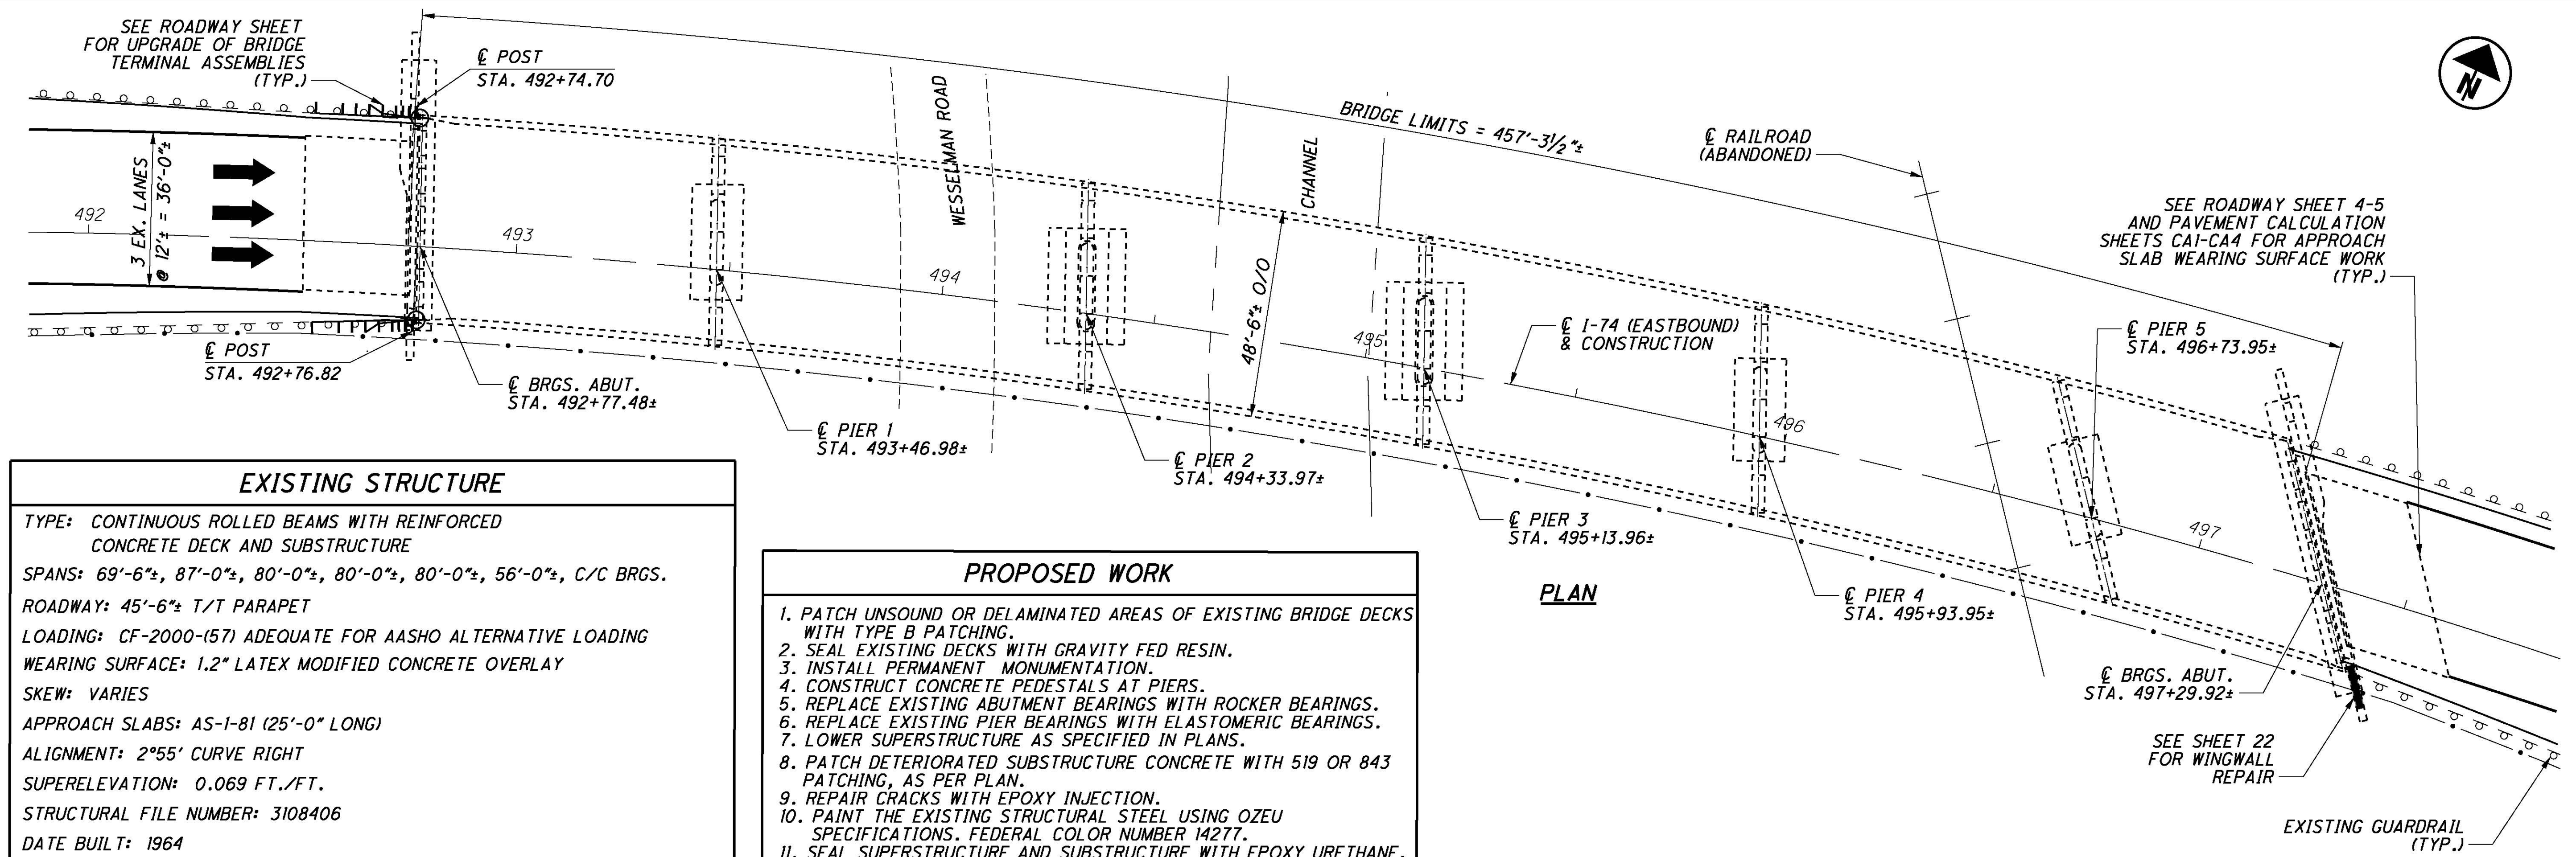 SEE ROADWAY SHEET
FOR UPGRADE OF BRIDGE
TERMINAL ASSEMBLIES
(TYP.)
℄ POST
STA. 492+74.70
WESSELMAN ROAD
CHANNEL
BRIDGE LIMITS = 457'-3½"±
℄ RAILROAD
(ABANDONED)
N
SEE ROADWAY SHEET 4-5
AND PAVEMENT CALCULATION
SHEETS CA1-CA4 FOR APPROACH
SLAB WEARING SURFACE WORK
(TYP.)
3 EX. LANES
@ 12'± = 36'-0"±
492
493
494
495
496
497
48'-6"± O/O
℄ I-74 (EASTBOUND)
& CONSTRUCTION
℄ PIER 5
STA. 496+73.95±
℄ POST
STA. 492+76.82
℄ BRGS. ABUT.
STA. 492+77.48±
℄ PIER 1
STA. 493+46.98±
℄ PIER 2
STA. 494+33.97±
℄ PIER 3
STA. 495+13.96±
℄ PIER 4
STA. 495+93.95±
℄ BRGS. ABUT.
STA. 497+29.92±
SEE SHEET 22
FOR WINGWALL
REPAIR
EXISTING GUARDRAIL
(TYP.)
PLAN
EXISTING STRUCTURE
TYPE: CONTINUOUS ROLLED BEAMS WITH REINFORCED
CONCRETE DECK AND SUBSTRUCTURE
SPANS: 69'-6"±, 87'-0"±, 80'-0"±, 80'-0"±, 80'-0"±, 56'-0"±, C/C BRGS.
ROADWAY: 45'-6"± T/T PARAPET
LOADING: CF-2000-(57) ADEQUATE FOR AASHO ALTERNATIVE LOADING
WEARING SURFACE: 1.2" LATEX MODIFIED CONCRETE OVERLAY
SKEW: VARIES
APPROACH SLABS: AS-1-81 (25'-0" LONG)
ALIGNMENT: 2°55' CURVE RIGHT
SUPERELEVATION: 0.069 FT./FT.
STRUCTURAL FILE NUMBER: 3108406
DATE BUILT: 1964
PROPOSED WORK
1. PATCH UNSOUND OR DELAMINATED AREAS OF EXISTING BRIDGE DECKS
WITH TYPE B PATCHING.
2. SEAL EXISTING DECKS WITH GRAVITY FED RESIN.
3. INSTALL PERMANENT MONUMENTATION.
4. CONSTRUCT CONCRETE PEDESTALS AT PIERS.
5. REPLACE EXISTING ABUTMENT BEARINGS WITH ROCKER BEARINGS.
6. REPLACE EXISTING PIER BEARINGS WITH ELASTOMERIC BEARINGS.
7. LOWER SUPERSTRUCTURE AS SPECIFIED IN PLANS.
8. PATCH DETERIORATED SUBSTRUCTURE CONCRETE WITH 519 OR 843
PATCHING, AS PER PLAN.
9. REPAIR CRACKS WITH EPOXY INJECTION.
10. PAINT THE EXISTING STRUCTURAL STEEL USING OZEU
SPECIFICATIONS. FEDERAL COLOR NUMBER 14277.
11. SEAL SUPERSTRUCTURE AND SUBSTRUCTURE WITH EPOXY URETHANE.